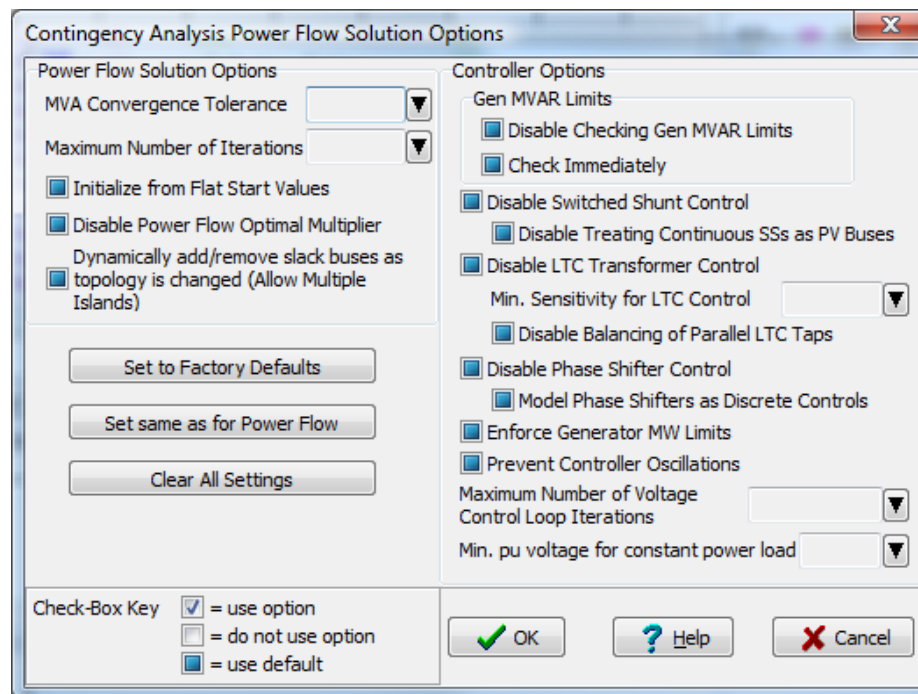 Contingency Analysis Power Flow Solution Options
Power Flow Solution Options
MVA Convergence Tolerance
Maximum Number of Iterations
Initialize from Flat Start Values
Disable Power Flow Optimal Multiplier
Dynamically add/remove slack buses as
topology is changed (Allow Multiple
Islands)
Set to Factory Defaults
Set same as for Power Flow
Clear All Settings
Controller Options
Gen MVAR Limits
Disable Checking Gen MVAR Limits
Check Immediately
Disable Switched Shunt Control
Disable Treating Continuous SSs as PV Buses
Disable LTC Transformer Control
Min. Sensitivity for LTC Control
Disable Balancing of Parallel LTC Taps
Disable Phase Shifter Control
Model Phase Shifters as Discrete Controls
Enforce Generator MW Limits
Prevent Controller Oscillations
Maximum Number of Voltage
Control Loop Iterations
Min. pu voltage for constant power load
Check-Box Key
= use option
= do not use option
= use default
OK
Help
Cancel